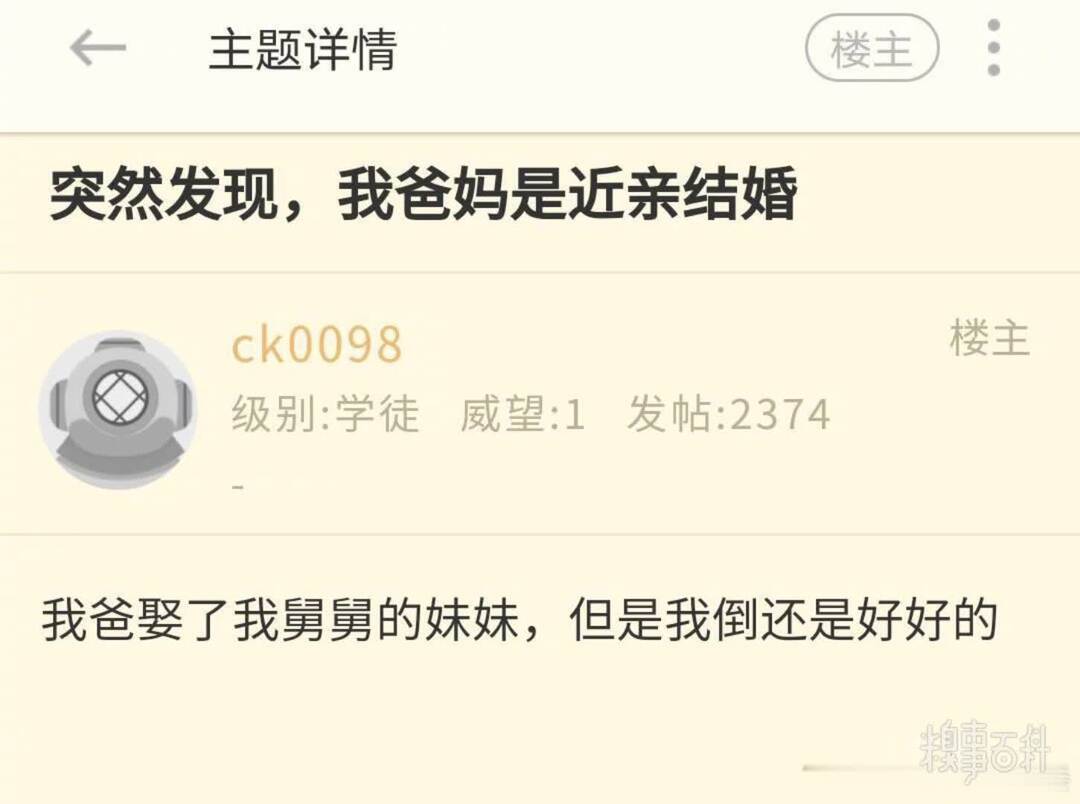 主题详情
楼主
突然发现，我爸妈是近亲结婚
ck0098
楼主
级别:学徒 威望:1 发帖:2374
-
我爸娶了我舅舅的妹妹，但是我倒还是好好的
糗事百科